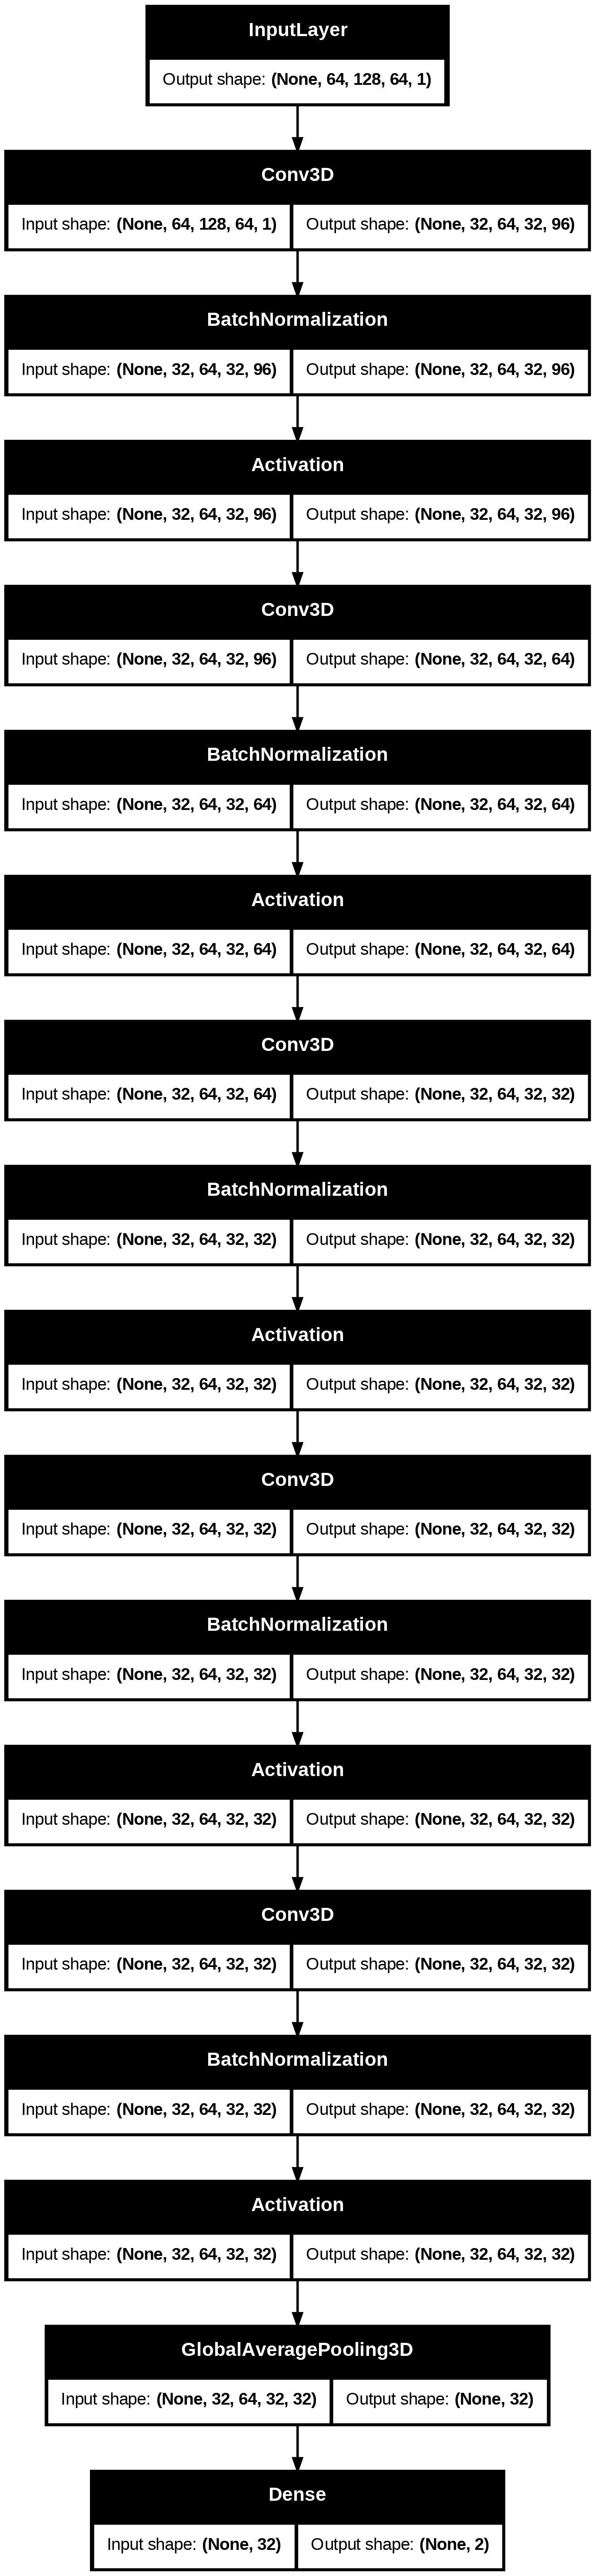 InputLayer
Output shape: (None, 64, 128, 64, 1)
Conv3D
Input shape: (None, 64, 128, 64, 1) Output shape: (None, 32, 64, 32, 96)
BatchNormalization
Input shape: (None, 32, 64, 32, 96) Output shape: (None, 32, 64, 32, 96)
Activation
Input shape: (None, 32, 64, 32, 96) Output shape: (None, 32, 64, 32, 96)
Conv3D
Input shape: (None, 32, 64, 32, 96) Output shape: (None, 32, 64, 32, 64)
BatchNormalization
Input shape: (None, 32, 64, 32, 64) Output shape: (None, 32, 64, 32, 64)
Activation
Input shape: (None, 32, 64, 32, 64) Output shape: (None, 32, 64, 32, 64)
Conv3D
Input shape: (None, 32, 64, 32, 64) Output shape: (None, 32, 64, 32, 32)
BatchNormalization
Input shape: (None, 32, 64, 32, 32) Output shape: (None, 32, 64, 32, 32)
Activation
Input shape: (None, 32, 64, 32, 32) Output shape: (None, 32, 64, 32, 32)
Conv3D
Input shape: (None, 32, 64, 32, 32) Output shape: (None, 32, 64, 32, 32)
BatchNormalization
Input shape: (None, 32, 64, 32, 32) Output shape: (None, 32, 64, 32, 32)
Activation
Input shape: (None, 32, 64, 32, 32) Output shape: (None, 32, 64, 32, 32)
Conv3D
Input shape: (None, 32, 64, 32, 32) Output shape: (None, 32, 64, 32, 32)
BatchNormalization
Input shape: (None, 32, 64, 32, 32) Output shape: (None, 32, 64, 32, 32)
Activation
Input shape: (None, 32, 64, 32, 32) Output shape: (None, 32, 64, 32, 32)
GlobalAveragePooling3D
Input shape: (None, 32, 64, 32, 32) Output shape: (None, 32)
Dense
Input shape: (None, 32) Output shape: (None, 2)